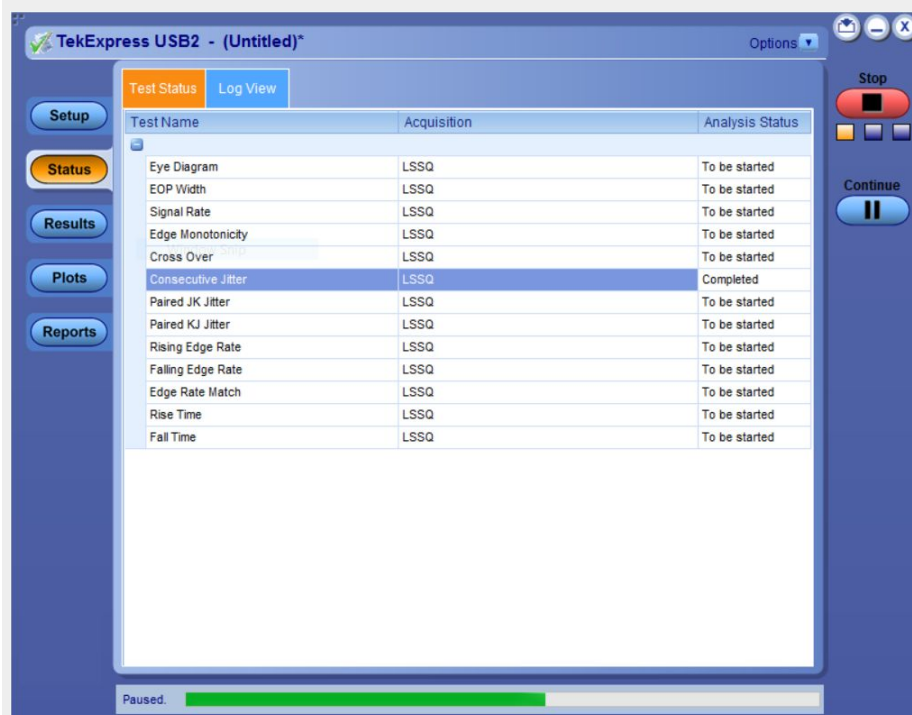 TekExpress USB2 - (Untitled)*
Options
Stop
Test Status Log View
Setup
Test Name Acquisition Analysis Status
Status
Eye Diagram LSSQ To be started
EOP Width LSSQ To be started
Continue
Signal Rate LSSQ To be started
Results
Edge Monotonicity LSSQ To be started
Cross Over LSSQ To be started
Plots
Consecutive Jitter LSSQ Completed
Paired JK Jitter LSSQ To be started
Paired KJ Jitter LSSQ To be started
Reports
Rising Edge Rate LSSQ To be started
Falling Edge Rate LSSQ To be started
Edge Rate Match LSSQ To be started
Rise Time LSSQ To be started
Fall Time LSSQ To be started
Paused.